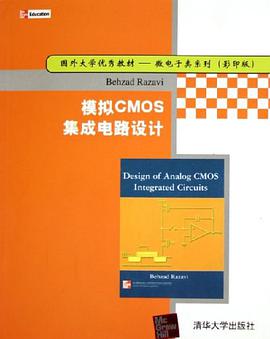 Education
国外大学优秀教材——微电子类系列（影印版）
Behzad Razavi
模拟CMOS
集成电路设计
Design of Analog CMOS
Integrated Circuits
Behzad Razavi
Mc
Graw
Hill
清华大学出版社